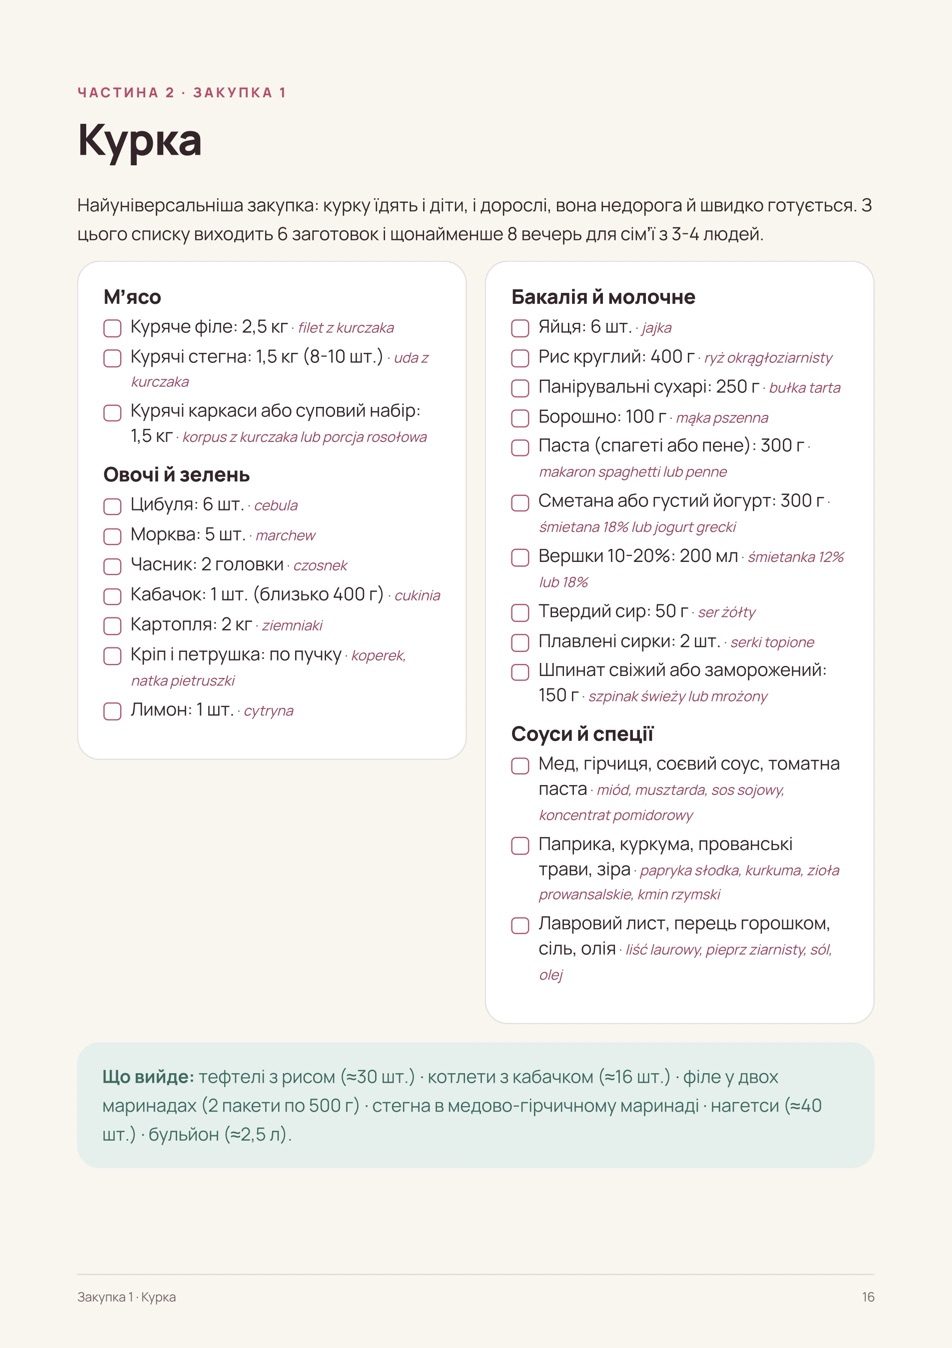 ЧАСТИНА 2 · ЗАКУПКА 1
Курка
Найуніверсальніша закупка: курку їдять і діти, і дорослі, вона недорога й швидко готується. З
цього списку виходить 6 заготовок і щонайменше 8 вечерь для сім’ї з 3-4 людей.
М’ясо
Куряче філе: 2,5 кг · filet z kurczaka
Курячі стегна: 1,5 кг (8-10 шт.) · uda z
kurczaka
Курячі каркаси або суповий набір:
1,5 кг · korpus z kurczaka lub porcja rosołowa
Овочі й зелень
Цибуля: 6 шт. · cebula
Морква: 5 шт. · marchew
Часник: 2 головки · czosnek
Кабачок: 1 шт. (близько 400 г) · cukinia
Картопля: 2 кг · ziemniaki
Кріп і петрушка: по пучку · koperek,
natka pietruszki
Лимон: 1 шт. · cytryna
Бакалія й молочне
Яйця: 6 шт. · jajka
Рис круглий: 400 г · ryż okrągłoziarnisty
Панірувальні сухарі: 250 г · bułka tarta
Борошно: 100 г · mąka pszenna
Паста (спагеті або пене): 300 г ·
makaron spaghetti lub penne
Сметана або густий йогурт: 300 г ·
śmietana 18% lub jogurt grecki
Вершки 10-20%: 200 мл · śmietanka 12%
lub 18%
Твердий сир: 50 г · ser żółty
Плавлені сирки: 2 шт. · serki topione
Шпинат свіжий або заморожений:
150 г · szpinak świeży lub mrożony
Соуси й спеції
Мед, гірчиця, соєвий соус, томатна
паста · miód, musztarda, sos sojowy,
koncentrat pomidorowy
Паприка, куркума, прованські
трави, зіра · papryka słodka, kurkuma, zioła
prowansalskie, kmin rzymski
Лавровий лист, перець горошком,
сіль, олія · liść laurowy, pieprz ziarnisty, sól,
olej
Що вийде: тефтелі з рисом (≈30 шт.) · котлети з кабачком (≈16 шт.) · філе у двох
маринадах (2 пакети по 500 г) · стегна в медово-гірчичному маринаді · нагетси (≈40
шт.) · бульйон (≈2,5 л).
Закупка 1 · Курка
16